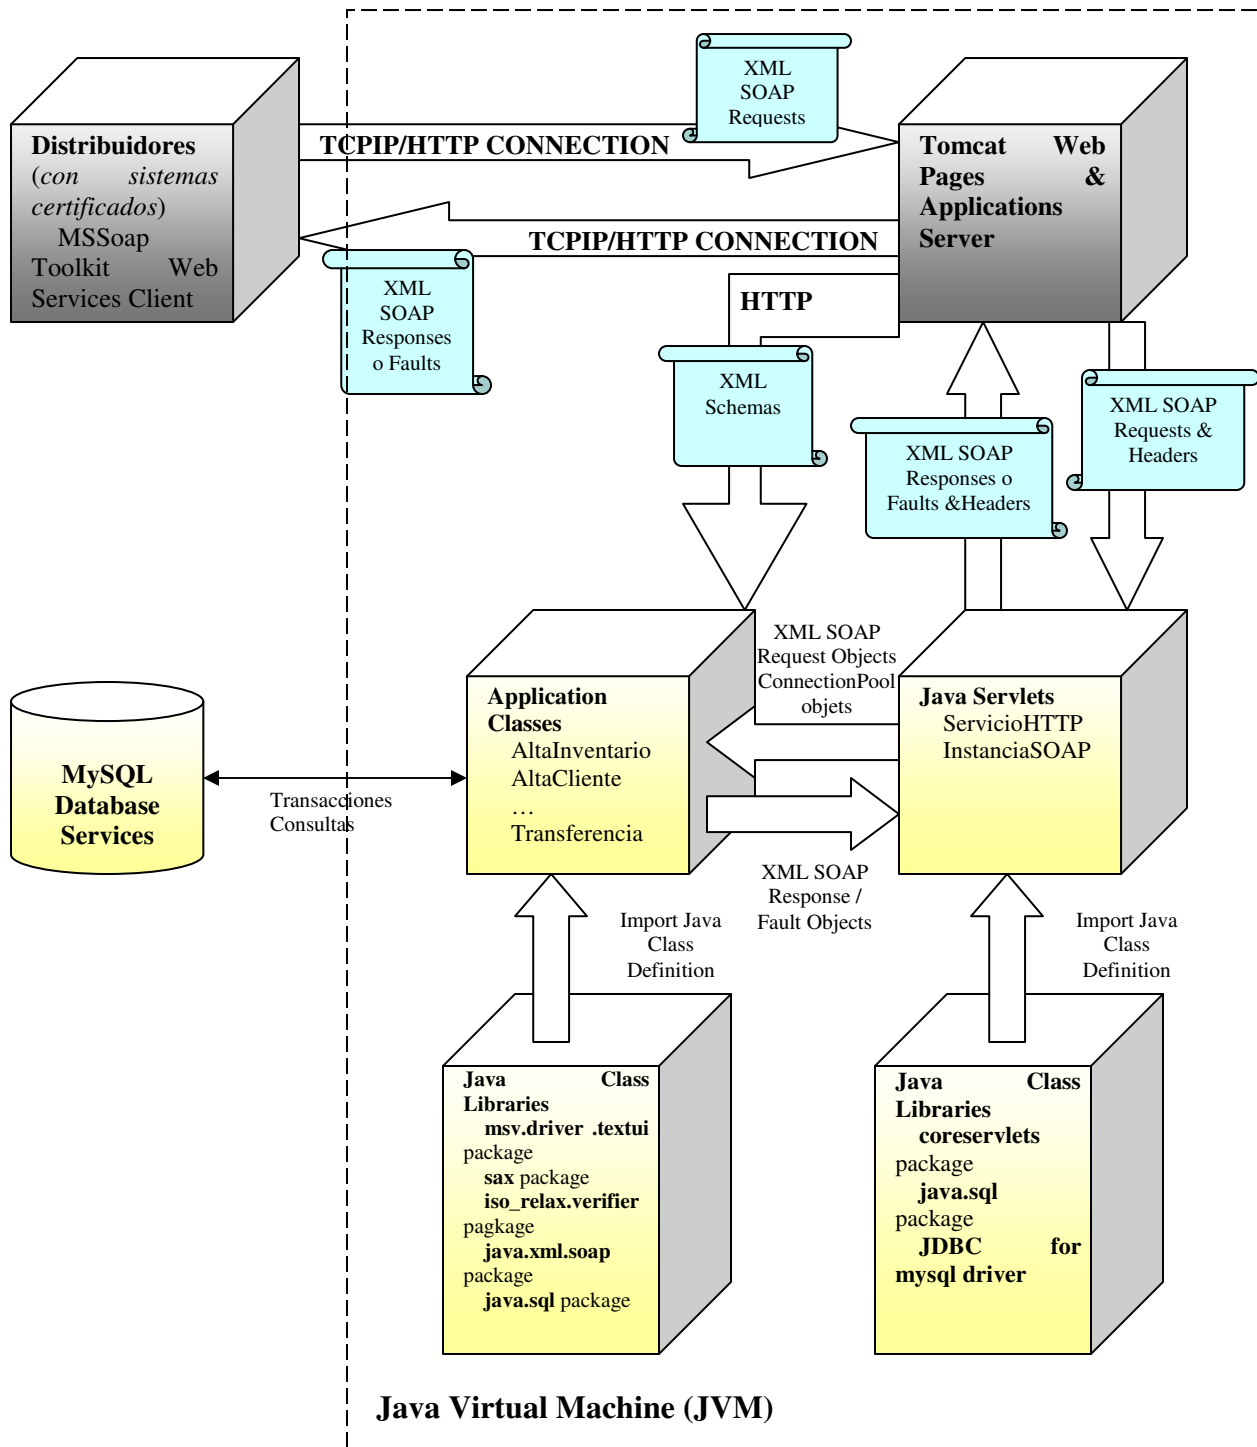 XML
SOAP
Requests
Distribuidores
(con sistemas
certificados)
MSSoap
Toolkit Web
Services Client
TCPIP/HTTP CONNECTION
Tomcat Web
Pages &
Applications
Server
TCPIP/HTTP CONNECTION
XML
SOAP
Responses
o Faults
HTTP
XML
Schemas
XML SOAP
Responses o
Faults &Headers
XML SOAP
Requests &
Headers
XML SOAP
Request Objects
ConnectionPool
objets
Application
Classes
AltaInventario
AltaCliente
…
Transferencia
Java Servlets
ServicioHTTP
InstanciaSOAP
MySQL
Database
Services
Transacciones
Consultas
XML SOAP
Response /
Fault Objects
Import Java
Class
Definition
Import Java
Class
Definition
Java Class
Libraries
msv.driver .textui
package
sax package
iso_relax.verifier
pagkage
java.xml.soap
package
java.sql package
Java Class
Libraries
coreservlets
package
java.sql
package
JDBC for
mysql driver
Java Virtual Machine (JVM)